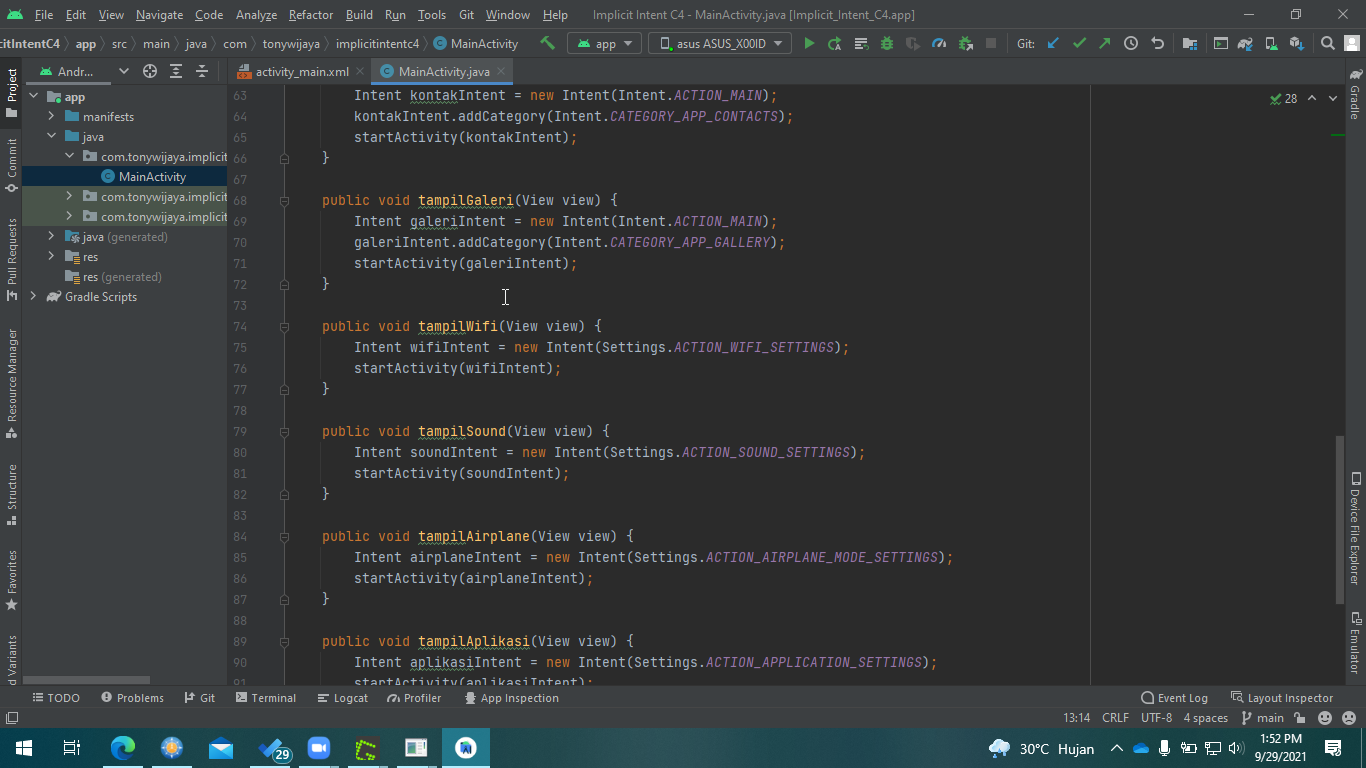 File Edit View Navigate Code Analyze Refactor Build Run Tools Git Window Help Implicit Intent C4 - MainActivity.java [Implicit_Intent_C4.app]
citIntentC4 app src main java com tonywijaya implicitintentc4 MainActivity app asus ASUS_X00ID Git:
Andr... activity_main.xml MainActivity.java
Project
Commit
Pull Requests
Resource Manager
Structure
Favorites
d Variants
app
manifests
java
com.tonywijaya.implicit
MainActivity
com.tonywijaya.implicit
com.tonywijaya.implicit
java (generated)
res
res (generated)
Gradle Scripts
28
63 Intent kontakIntent = new Intent(Intent.ACTION_MAIN);
64 kontakIntent.addCategory(Intent.CATEGORY_APP_CONTACTS);
65 startActivity(kontakIntent);
66 }
67
68 public void tampilGaleri(View view) {
69 Intent galeriIntent = new Intent(Intent.ACTION_MAIN);
70 galeriIntent.addCategory(Intent.CATEGORY_APP_GALLERY);
71 startActivity(galeriIntent);
72 }
73
74 public void tampilWifi(View view) {
75 Intent wifiIntent = new Intent(Settings.ACTION_WIFI_SETTINGS);
76 startActivity(wifiIntent);
77 }
78
79 public void tampilSound(View view) {
80 Intent soundIntent = new Intent(Settings.ACTION_SOUND_SETTINGS);
81 startActivity(soundIntent);
82 }
83
84 public void tampilAirplane(View view) {
85 Intent airplaneIntent = new Intent(Settings.ACTION_AIRPLANE_MODE_SETTINGS);
86 startActivity(airplaneIntent);
87 }
88
89 public void tampilAplikasi(View view) {
90 Intent aplikasiIntent = new Intent(Settings.ACTION_APPLICATION_SETTINGS);
91 startActivity(aplikasiIntent);
Gradle
Device File Explorer
Emulator
TODO Problems Git Terminal Logcat Profiler App Inspection Event Log Layout Inspector
13:14 CRLF UTF-8 4 spaces main
29
30°C Hujan
1:52 PM
9/29/2021